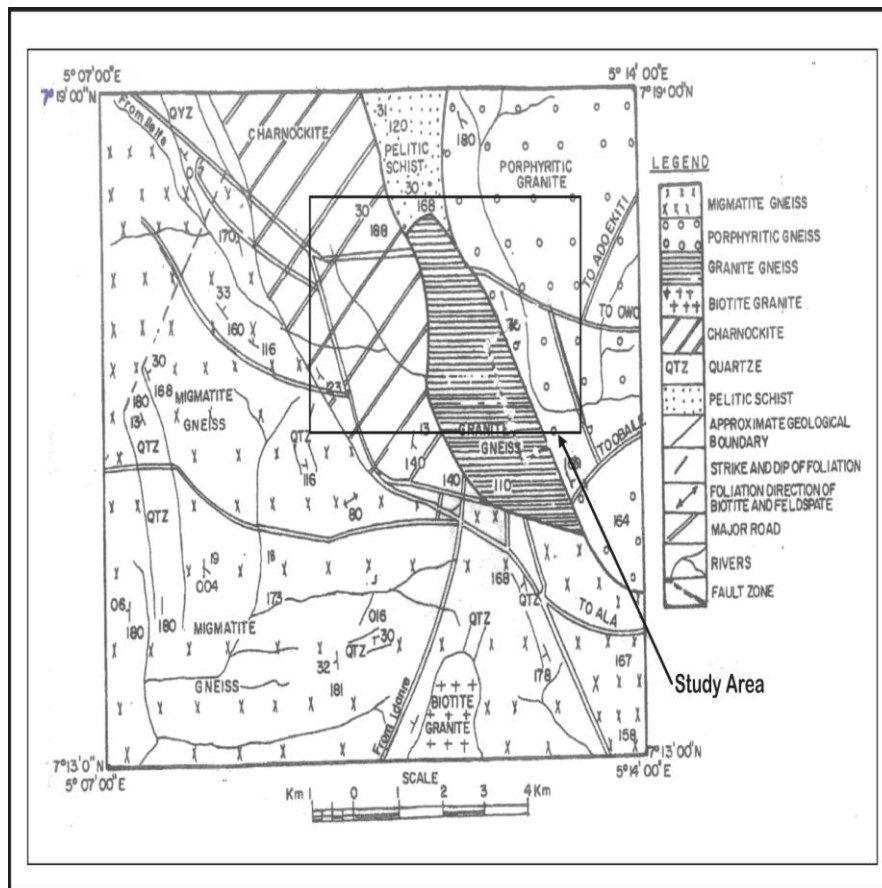 5° 07' 00"E
5° 14' 00"E
7° 19' 00"N
7° 19' 00"N
QYZ
CHARNOCKITE
31
120
PELITIC
SCHIST
30
168
180
PORPHYRITIC
GRANITE
TO ADO EKITI
TO OWO
30
188
170
33
160
116
123
30
168
180
13
QTZ
MIGMATITE
GNEISS
QTZ
116
GRANITE
GNEISS
13
140
140
110
TO OBALE
164
80
QTZ
19
004
18
173
06
180
180
MIGMATITE
GNEISS
016
30
QTZ
32
181
QTZ
168
QTZ
TO ALA
178
167
158
BIOTITE
GRANITE
From Idanre
Study Area
7° 13' 0"N
5° 07' 00"E
7° 13' 00"N
5° 14' 00"E
SCALE
Km 1 0 1 2 3 4 Km
LEGEND
MIGMATITE GNEISS
PORPHYRITIC GNEISS
GRANITE GNEISS
BIOTITE GRANITE
CHARNOCKITE
QTZ QUARTZE
PELITIC SCHIST
APPROXIMATE GEOLOGICAL
BOUNDARY
STRIKE AND DIP OF FOLIATION
FOLIATION DIRECTION OF
BIOTITE AND FELDSPATE
MAJOR ROAD
RIVERS
FAULT ZONE